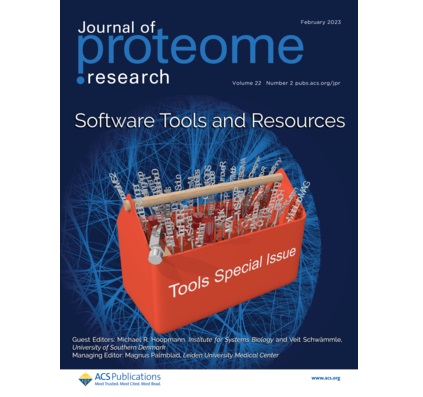 Journal of
February 2023
proteome
research
Volume 22 Number 2 pubs.acs.org/jpr
Software Tools and Resources
Tools Special Issue
Guest Editors: Michael R. Hoopmann, Institute for Systems Biology and Veit Schwämmle,
University of Southern Denmark
Managing Editor: Magnus Palmblad, Leiden University Medical Center
ACS Publications
Most Trusted. Most Cited. Most Read.
www.acs.org